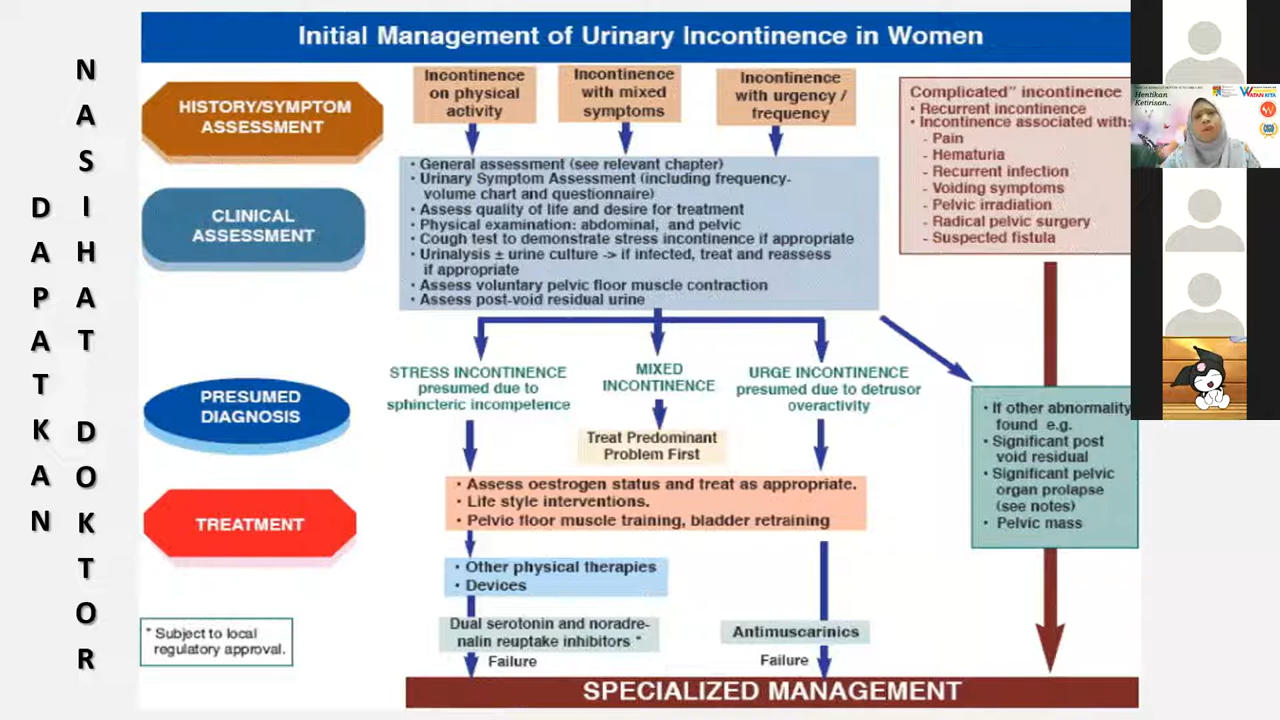 DAPATKAN
NASIHAT DOKTOR
Initial Management of Urinary Incontinence in Women
HISTORY/SYMPTOM
ASSESSMENT
Incontinence
on physical
activity
Incontinence
with mixed
symptoms
Incontinence
with urgency /
frequency
Complicated" incontinence
• Recurrent incontinence
• Incontinence associated with:
- Pain
- Hematuria
- Recurrent infection
- Voiding symptoms
- Pelvic irradiation
- Radical pelvic surgery
- Suspected fistula
CLINICAL
ASSESSMENT
• General assessment (see relevant chapter)
• Urinary Symptom Assessment (including frequency-
volume chart and questionnaire)
• Assess quality of life and desire for treatment
• Physical examination: abdominal, and pelvic
• Cough test to demonstrate stress incontinence if appropriate
• Urinalysis ± urine culture -> if infected, treat and reassess
if appropriate
• Assess voluntary pelvic floor muscle contraction
• Assess post-void residual urine
PRESUMED
DIAGNOSIS
STRESS INCONTINENCE
presumed due to
sphincteric incompetence
MIXED
INCONTINENCE
URGE INCONTINENCE
presumed due to detrusor
overactivity
Treat Predominant
Problem First
• If other abnormality
found e.g.
• Significant post
void residual
• Significant pelvic
organ prolapse
(see notes)
• Pelvic mass
TREATMENT
• Assess oestrogen status and treat as appropriate.
• Life style interventions.
• Pelvic floor muscle training, bladder retraining
• Other physical therapies
• Devices
* Subject to local
regulatory approval.
Dual serotonin and noradre-
nalin reuptake inhibitors *
Failure
Antimuscarinics
Failure
SPECIALIZED MANAGEMENT
Hentikan
Ketirisan..
WATAN KITA